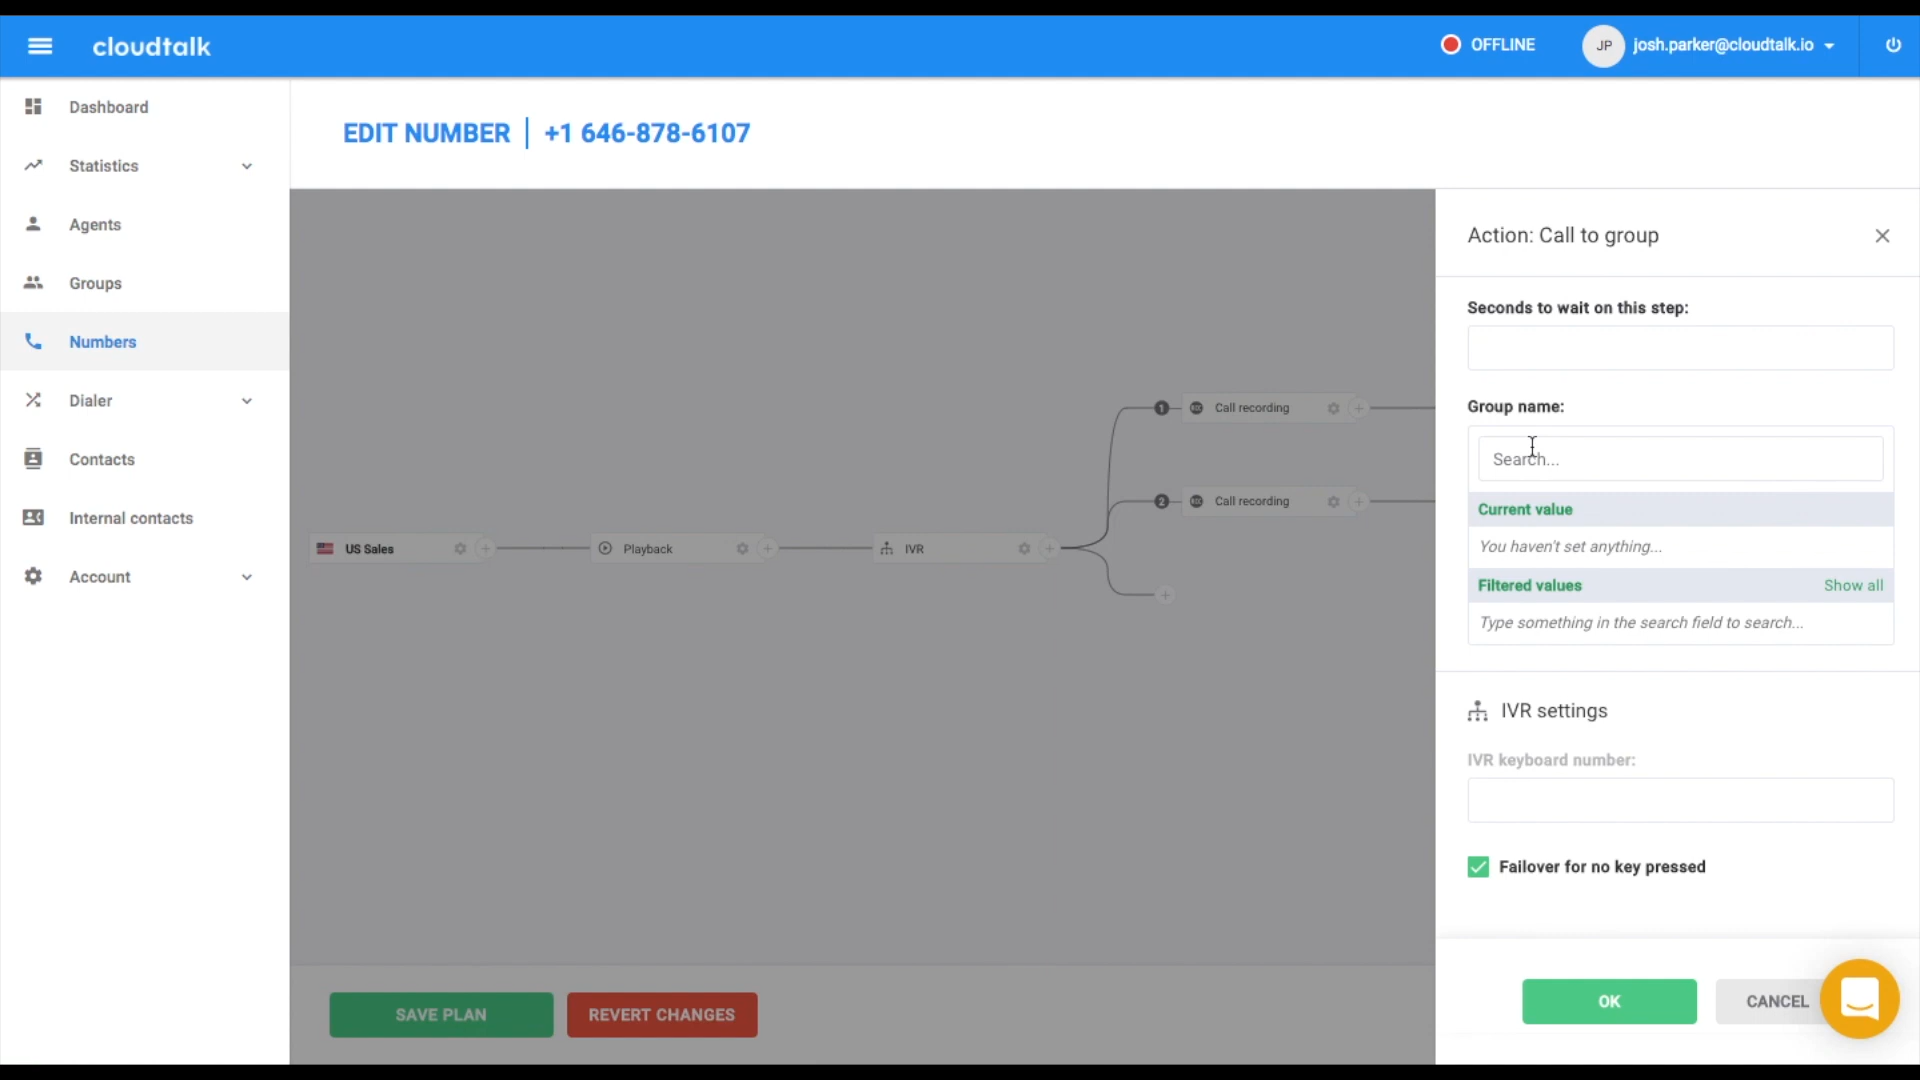 cloudtalk
OFFLINE
JP
josh.parker@cloudtalk.io
Dashboard
Statistics
Agents
Groups
Numbers
Dialer
Contacts
Internal contacts
Account
EDIT NUMBER | +1 646-878-6107
US Sales
Playback
IVR
1
Call recording
2
Call recording
SAVE PLAN
REVERT CHANGES
Action: Call to group
Seconds to wait on this step:
Group name:
Search...
Current value
You haven't set anything...
Filtered values
Show all
Type something in the search field to search...
IVR settings
IVR keyboard number:
Failover for no key pressed
OK
CANCEL